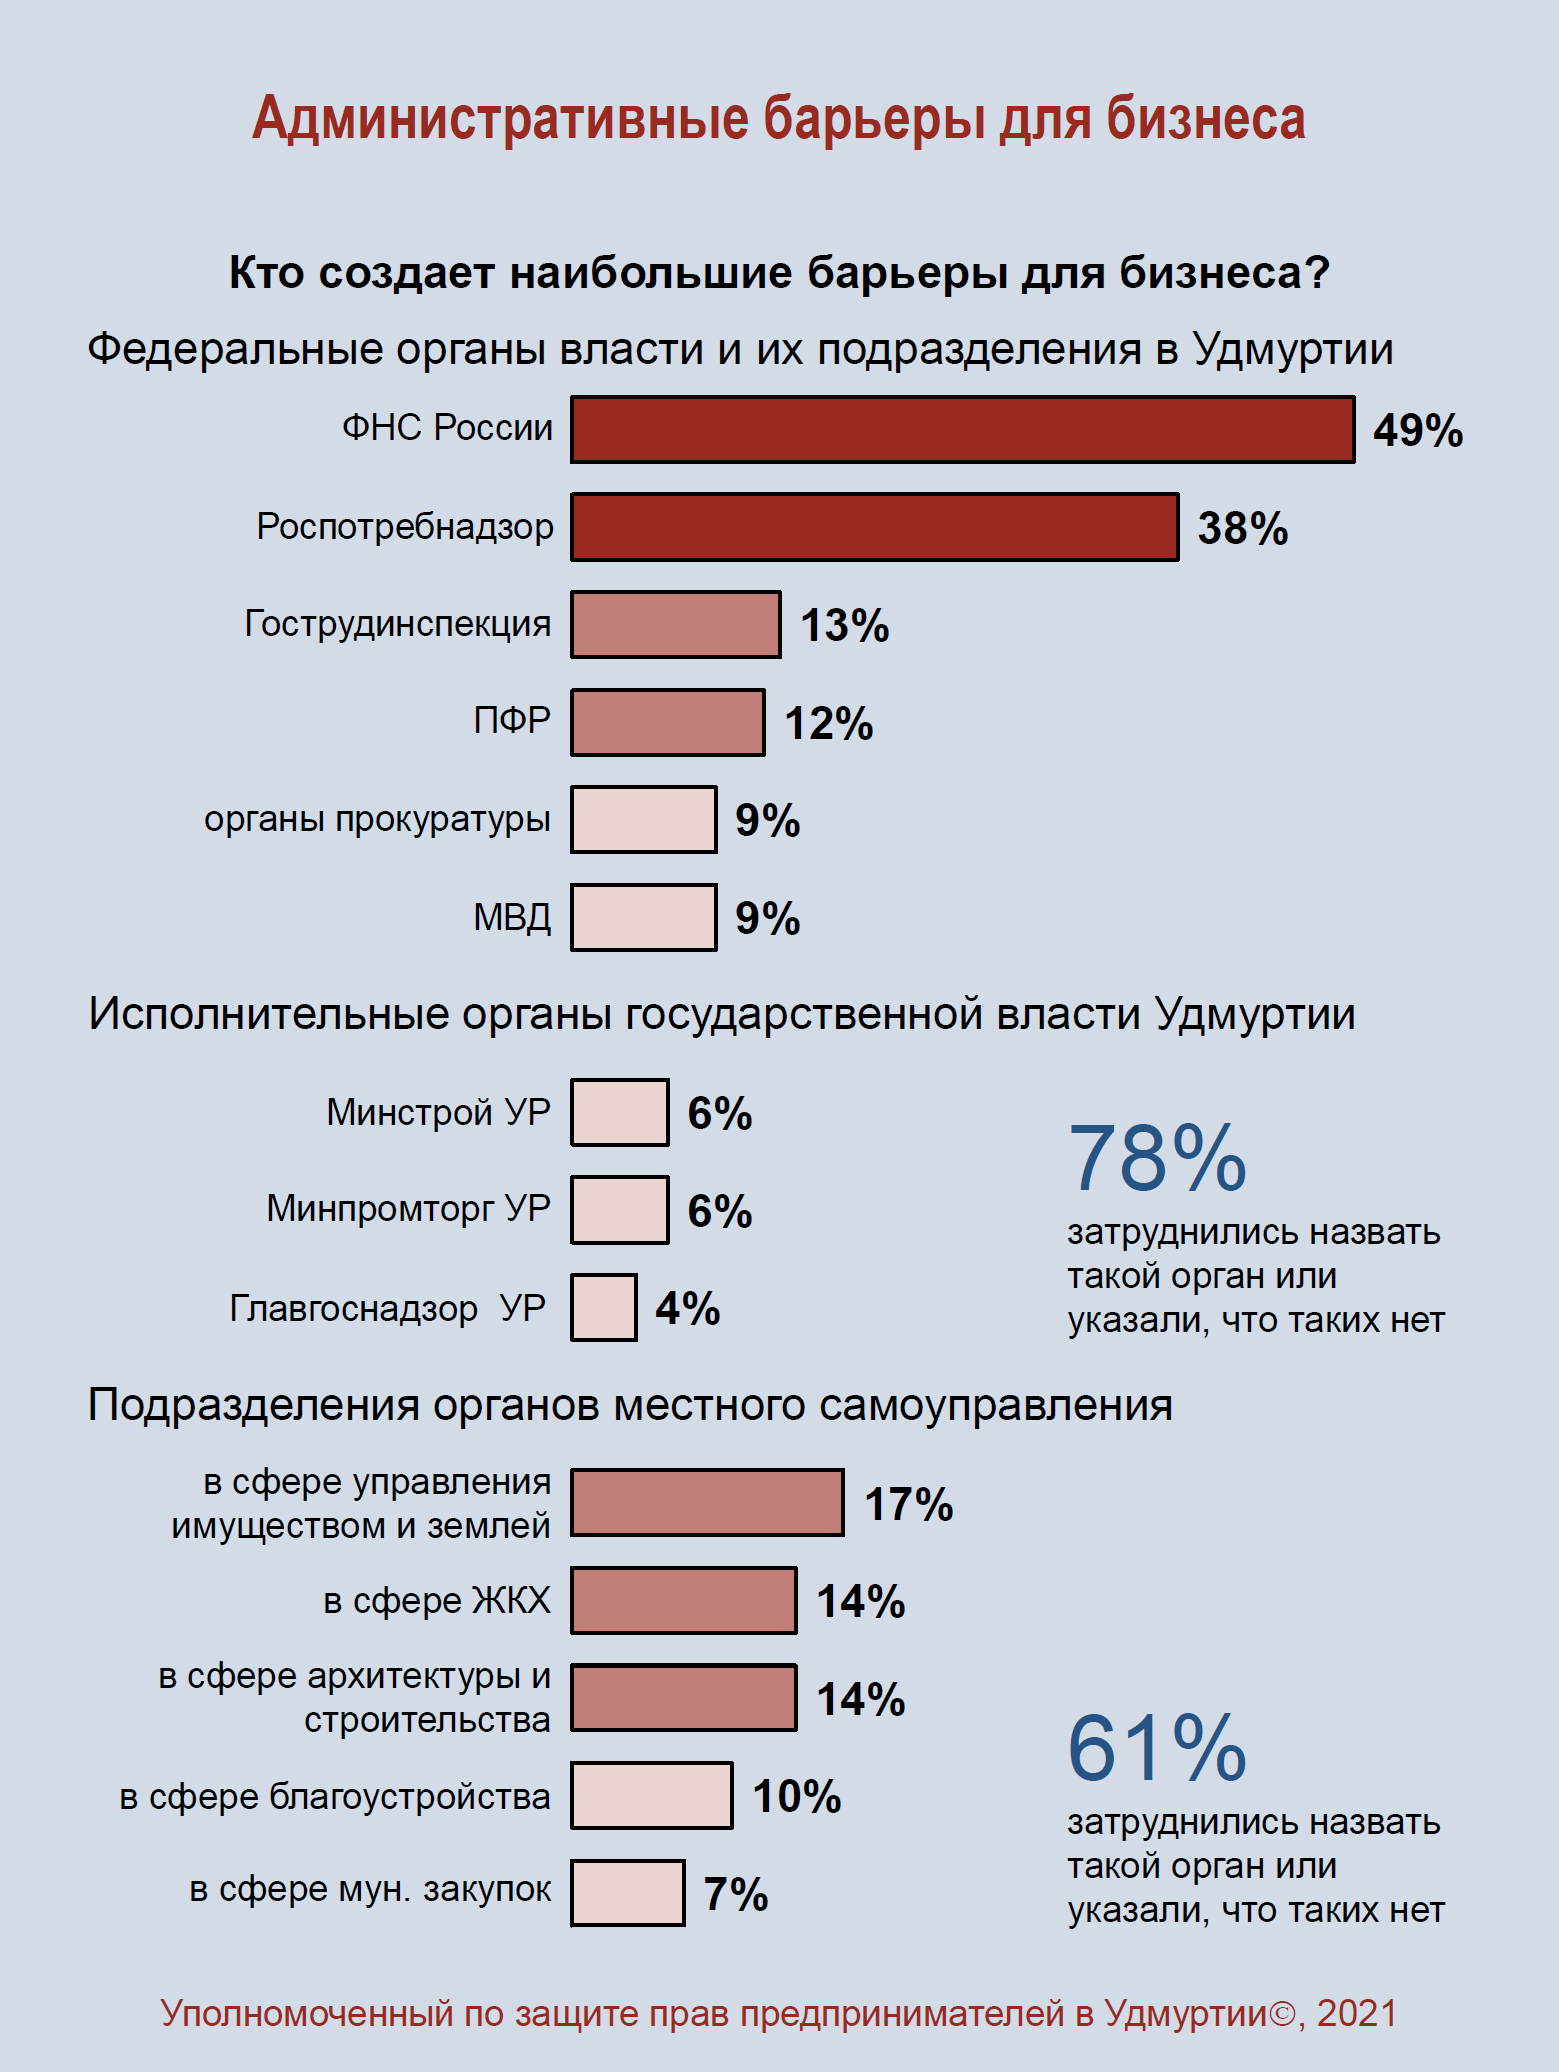 Административные барьеры для бизнеса
Кто создает наибольшие барьеры для бизнеса?
Федеральные органы власти и их подразделения в Удмуртии
ФНС России 49%
Роспотребнадзор 38%
Гострудинспекция 13%
ПФР 12%
органы прокуратуры 9%
МВД 9%
Исполнительные органы государственной власти Удмуртии
Минстрой УР 6%
Минпромторг УР 6%
Главгоснадзор УР 4%
78%
затруднились назвать
такой орган или
указали, что таких нет
Подразделения органов местного самоуправления
в сфере управления
имуществом и землей 17%
в сфере ЖКХ 14%
в сфере архитектуры и
строительства 14%
в сфере благоустройства 10%
в сфере мун. закупок 7%
61%
затруднились назвать
такой орган или
указали, что таких нет
Уполномоченный по защите прав предпринимателей в Удмуртии©, 2021